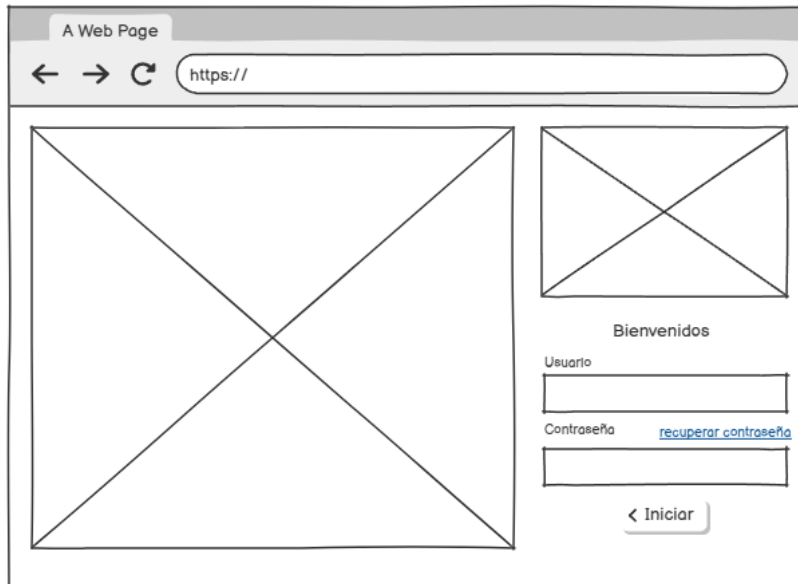 A Web Page
https://
Bienvenidos
Usuario
Contraseña
recuperar contraseña
Iniciar